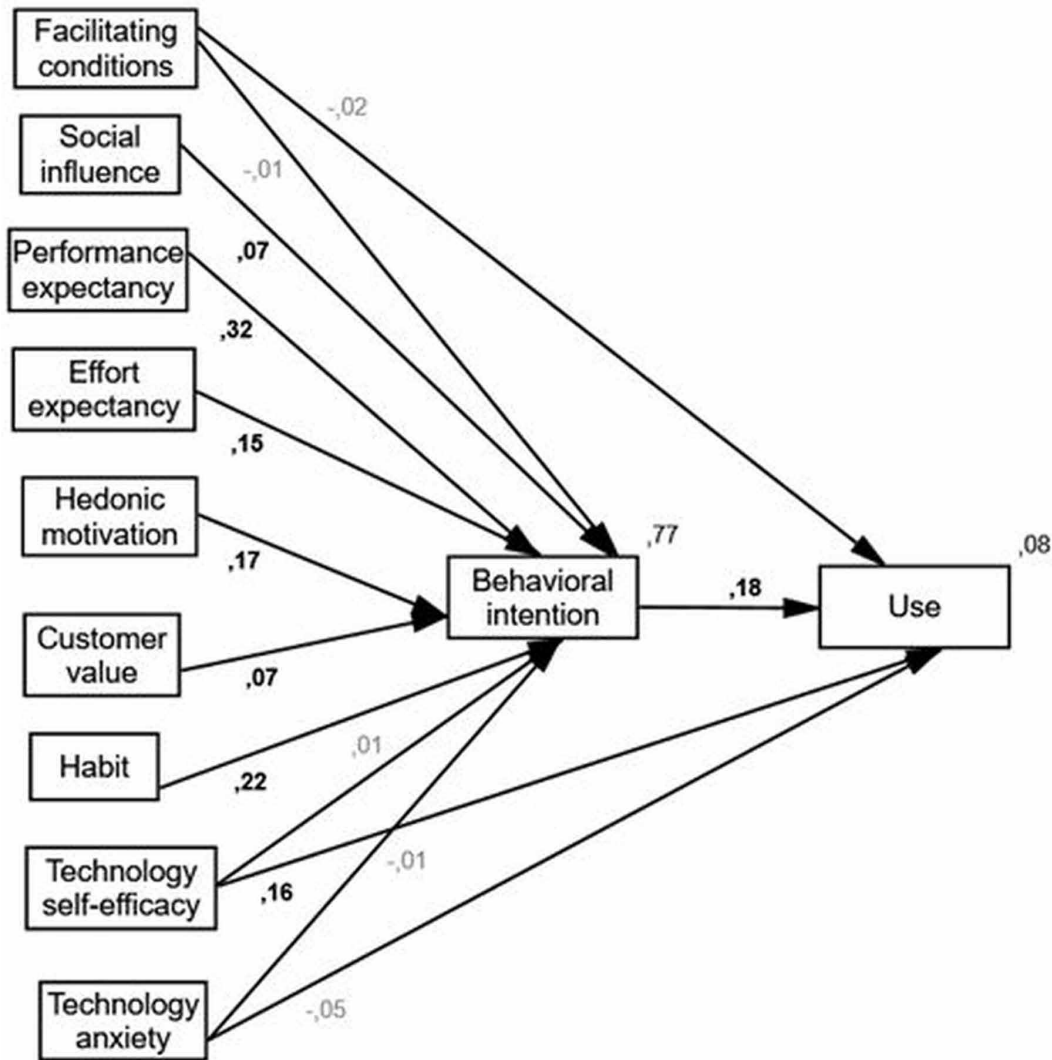 Facilitating
conditions
-,02
Social
influence
-,01
,07
Performance
expectancy
,32
Effort
expectancy
,15
Hedonic
motivation
,17
,77
,08
Behavioral
intention
,18
Use
Customer
value
,07
Habit
,01
,22
Technology
self-efficacy
-,01
,16
Technology
anxiety
-,05